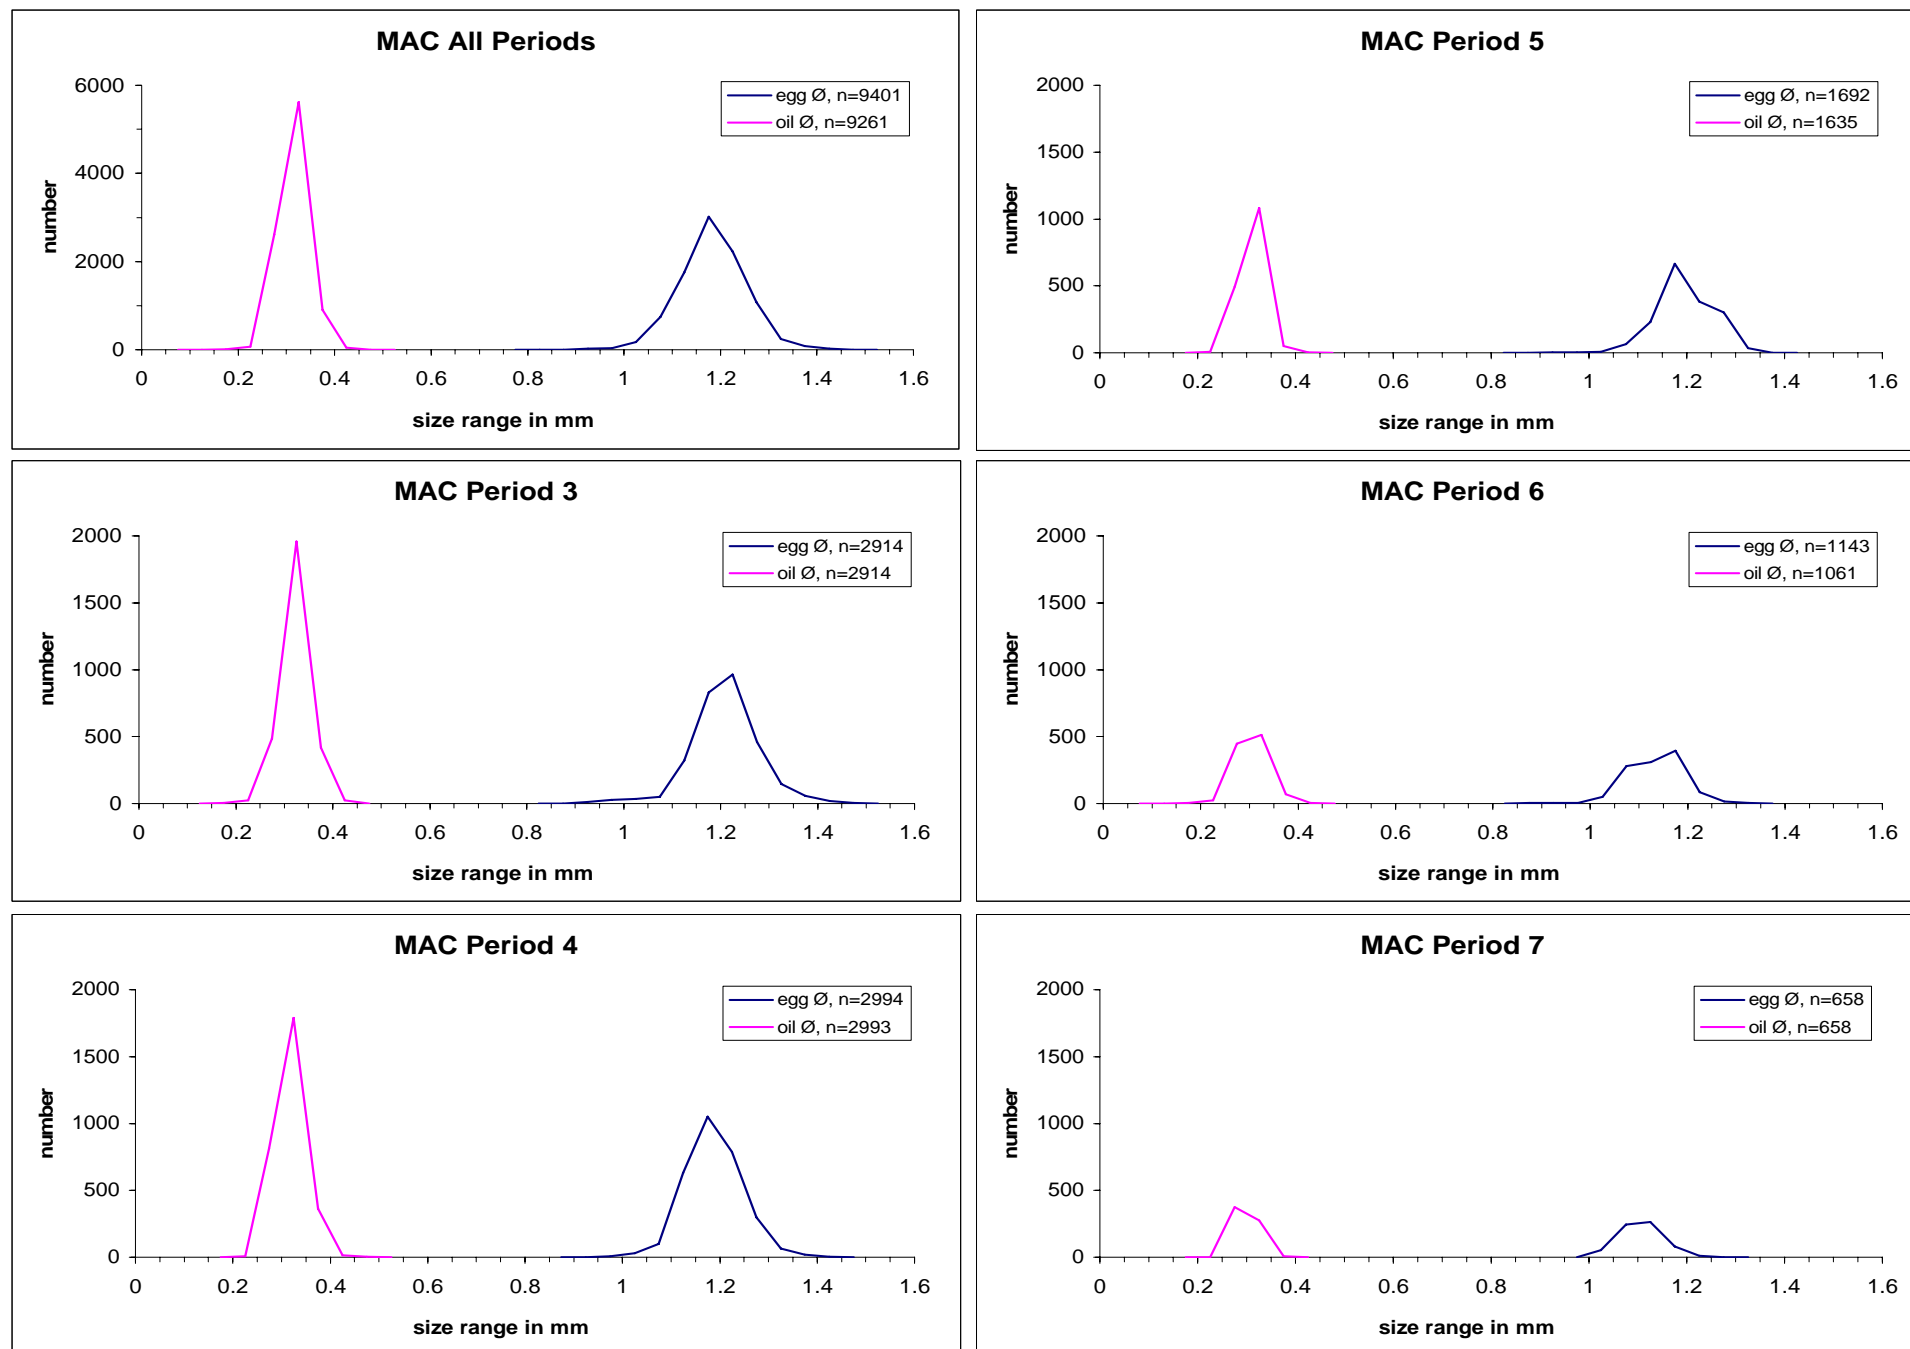 MAC All Periods
6000
4000
2000
0
number
egg Ø, n=9401
oil Ø, n=9261
0 0.2 0.4 0.6 0.8 1 1.2 1.4 1.6
size range in mm
MAC Period 5
2000
1500
1000
500
0
number
egg Ø, n=1692
oil Ø, n=1635
0 0.2 0.4 0.6 0.8 1 1.2 1.4 1.6
size range in mm
MAC Period 3
2000
1500
1000
500
0
number
egg Ø, n=2914
oil Ø, n=2914
0 0.2 0.4 0.6 0.8 1 1.2 1.4 1.6
size range in mm
MAC Period 6
2000
1500
1000
500
0
number
egg Ø, n=1143
oil Ø, n=1061
0 0.2 0.4 0.6 0.8 1 1.2 1.4 1.6
size range in mm
MAC Period 4
2000
1500
1000
500
0
number
egg Ø, n=2994
oil Ø, n=2993
0 0.2 0.4 0.6 0.8 1 1.2 1.4 1.6
size range in mm
MAC Period 7
2000
1500
1000
500
0
number
egg Ø, n=658
oil Ø, n=658
0 0.2 0.4 0.6 0.8 1 1.2 1.4 1.6
size range in mm